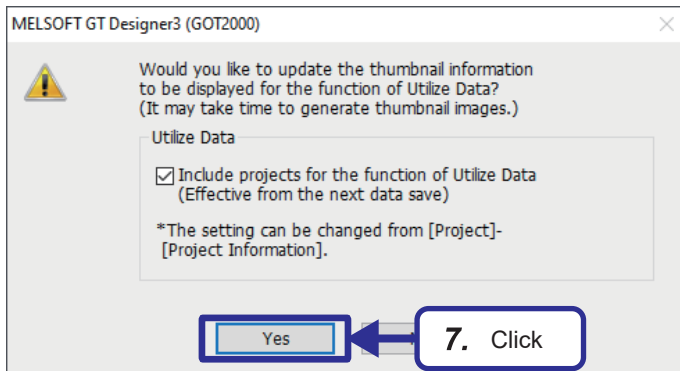 MELSOFT GT Designer3 (GOT2000)
Would you like to update the thumbnail information
to be displayed for the function of Utilize Data?
(It may take time to generate thumbnail images.)
Utilize Data
Include projects for the function of Utilize Data
(Effective from the next data save)
*The setting can be changed from [Project]-
[Project Information].
Yes
7. Click